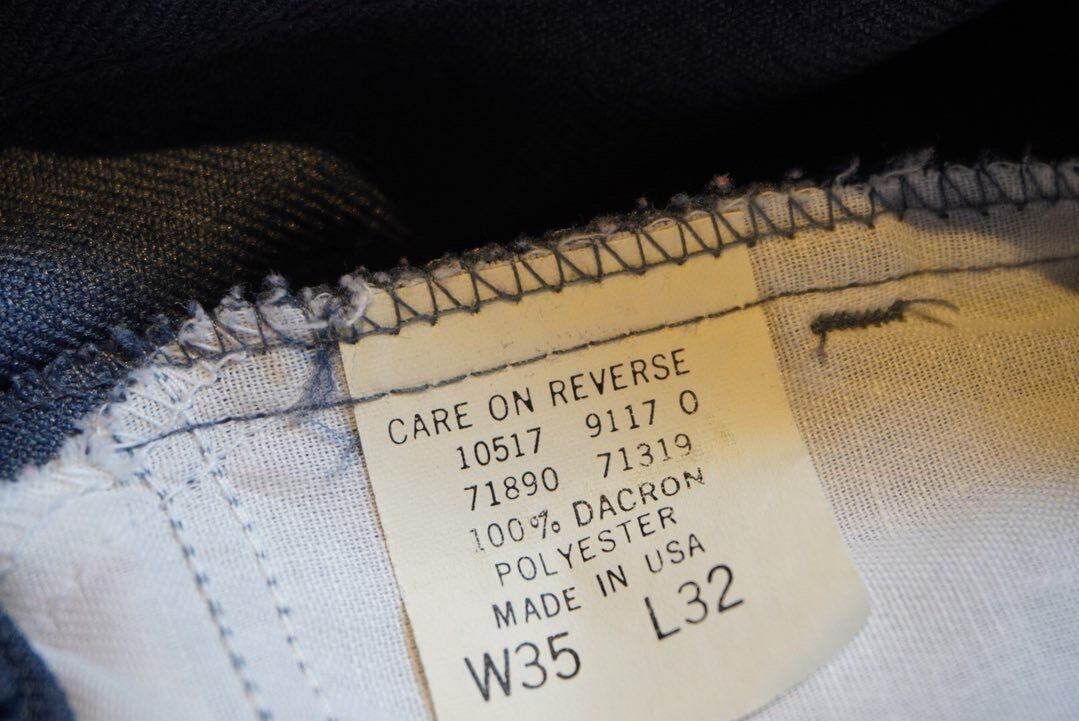 CARE ON REVERSE
10517 9117 0
71890 71319
100% DACRON
POLYESTER
MADE IN USA
W35 L32